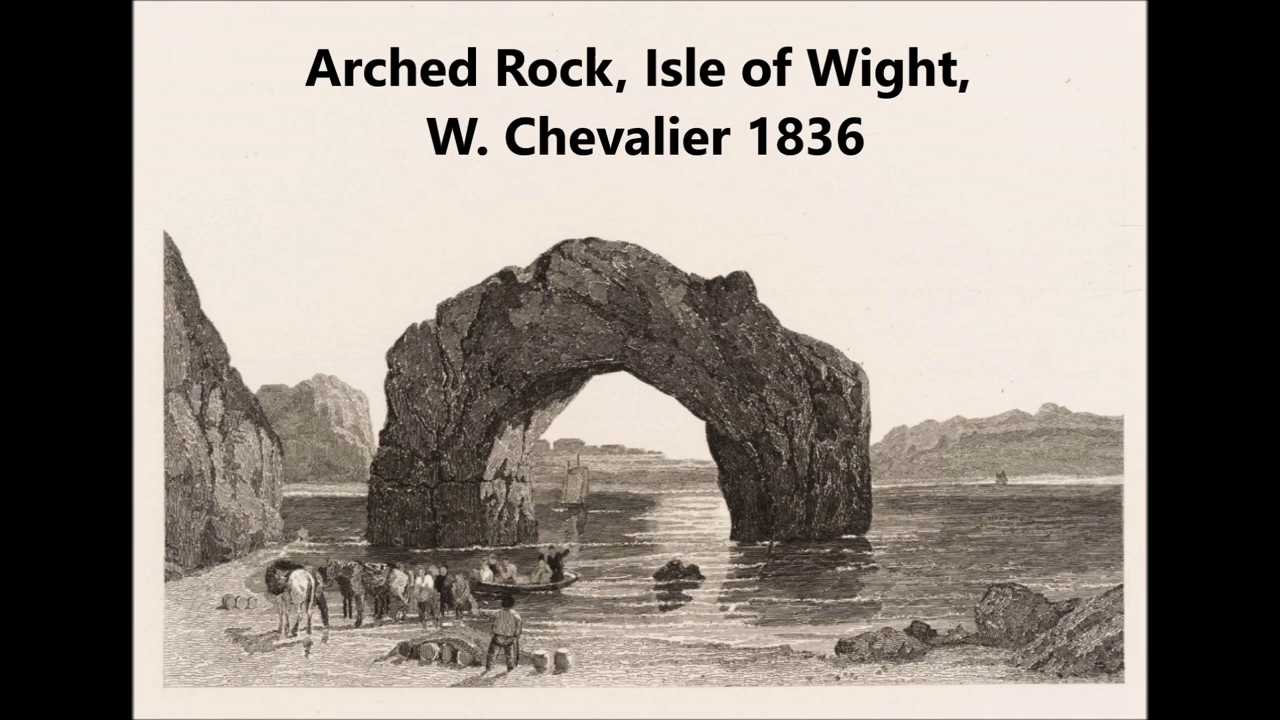 Arched Rock, Isle of Wight,
W. Chevalier 1836